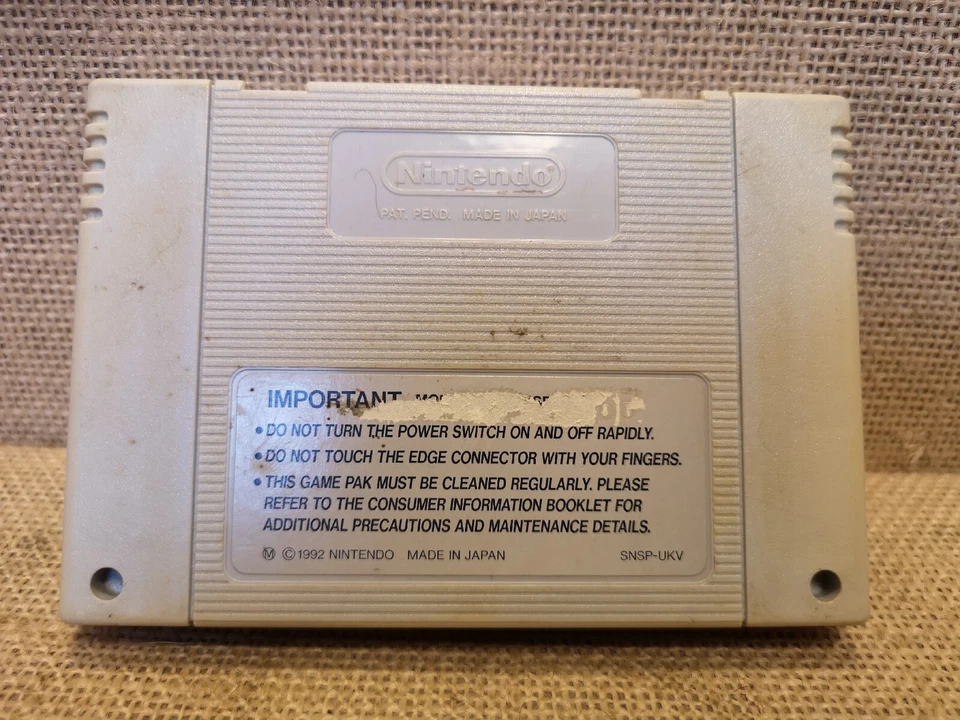 Nintendo®
PAT. PEND. MADE IN JAPAN
IMPORTANT
• DO NOT TURN THE POWER SWITCH ON AND OFF RAPIDLY.
• DO NOT TOUCH THE EDGE CONNECTOR WITH YOUR FINGERS.
• THIS GAME PAK MUST BE CLEANED REGULARLY. PLEASE
REFER TO THE CONSUMER INFORMATION BOOKLET FOR
ADDITIONAL PRECAUTIONS AND MAINTENANCE DETAILS.
Ⓜ ©1992 NINTENDO MADE IN JAPAN SNSP-UKV